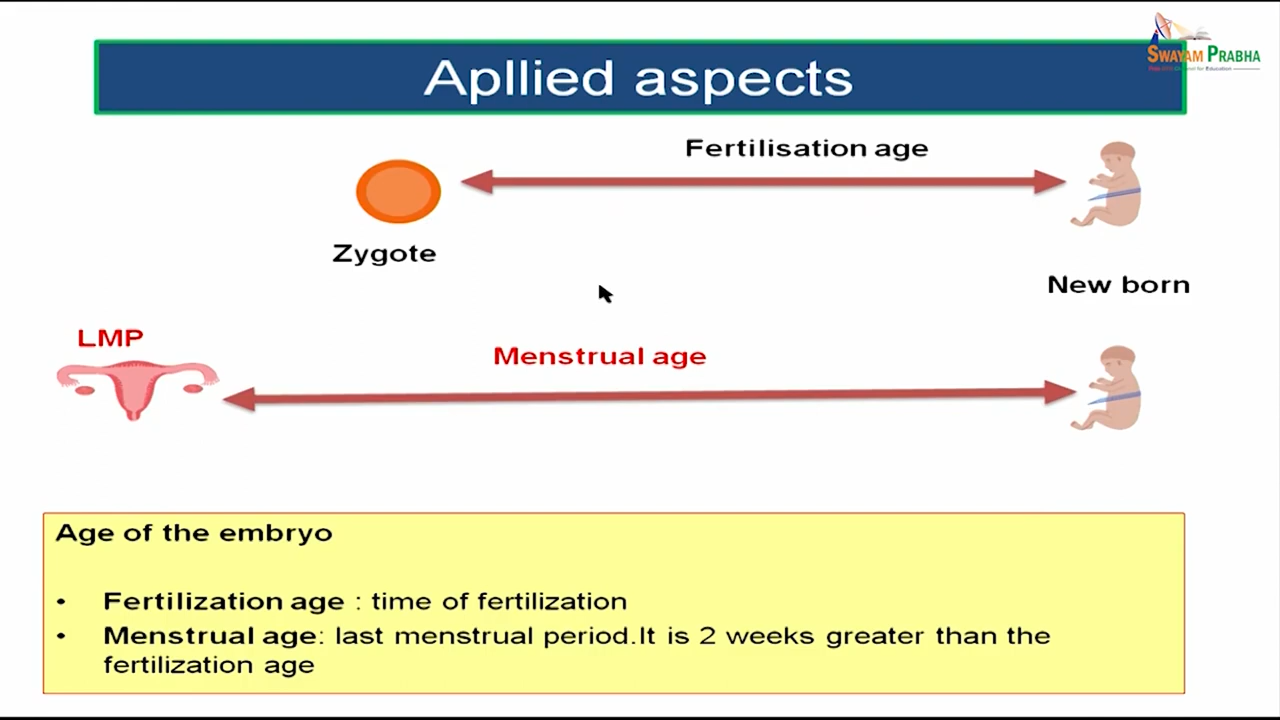 SWAYAM PRABHA
Apllied aspects
Fertilisation age
Zygote
New born
LMP
Menstrual age
Age of the embryo
• Fertilization age : time of fertilization
• Menstrual age: last menstrual period.It is 2 weeks greater than the
fertilization age